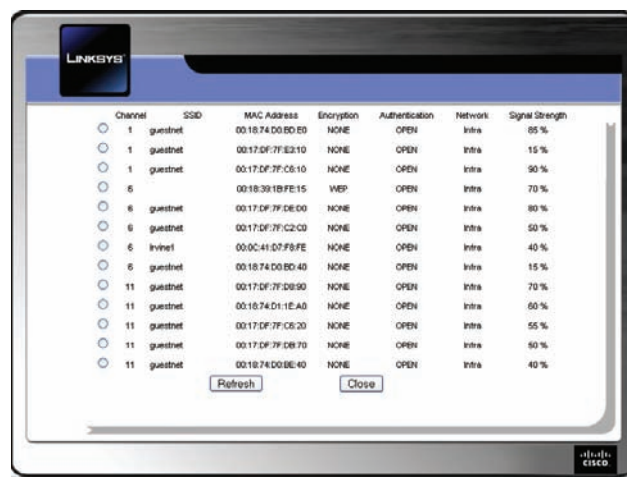 LINKSYS
Channel SSID MAC Address Encryption Authentication Network Signal Strength
1 guestnet 00:18:74:D0:BD:E0 NONE OPEN Infra 85 %
1 guestnet 00:17:DF:7F:E3:10 NONE OPEN Infra 15 %
1 guestnet 00:17:DF:7F:C6:10 NONE OPEN Infra 90 %
6 00:18:39:1B:FE:15 WEP OPEN Infra 70 %
6 guestnet 00:17:DF:7F:DE:D0 NONE OPEN Infra 80 %
6 guestnet 00:17:DF:7F:C2:C0 NONE OPEN Infra 50 %
6 Irvine1 00:0C:41:D7:F8:FE NONE OPEN Infra 40 %
6 guestnet 00:18:74:D0:BD:40 NONE OPEN Infra 15 %
11 guestnet 00:17:DF:7F:D8:90 NONE OPEN Infra 70 %
11 guestnet 00:18:74:D1:1E:A0 NONE OPEN Infra 60 %
11 guestnet 00:17:DF:7F:C6:20 NONE OPEN Infra 55 %
11 guestnet 00:17:DF:7F:DB:70 NONE OPEN Infra 50 %
11 guestnet 00:18:74:D0:BE:40 NONE OPEN Infra 40 %
Refresh Close
CISCO